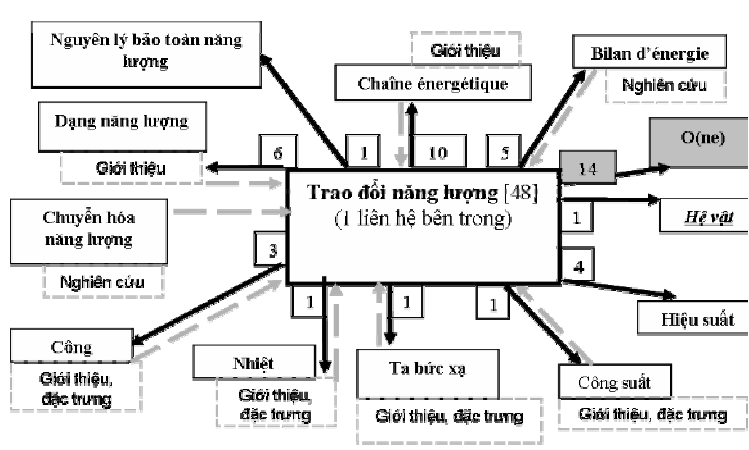 Nguyên lý bảo toàn năng
lượng
Giới thiệu
Chaîne énergétique
Bilan d'énergie
Nghiên cứu
Dạng năng lượng
Giới thiệu
6
1
10
5
14
O(ne)
Trao đổi năng lượng [48]
(1 liên hệ bên trong)
1
Hệ vật
Chuyển hóa
năng lượng
Nghiên cứu
3
4
Hiệu suất
1
1
1
Công
Giới thiệu,
đặc trưng
Nhiệt
Giới thiệu,
đặc trưng
Ta bức xạ
Giới thiệu, đặc trưng
Công suất
Giới thiệu, đặc trưng